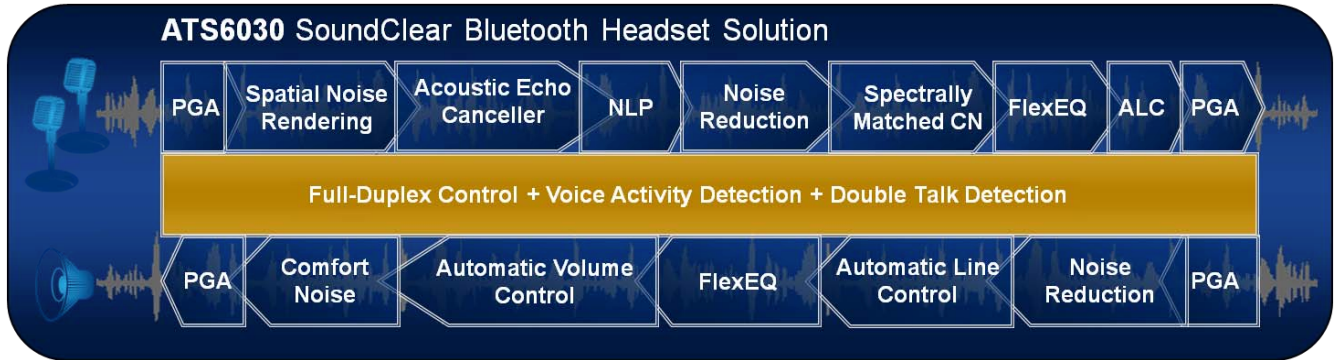 ATS6030 SoundClear Bluetooth Headset Solution
PGA
Spatial Noise
Rendering
Acoustic Echo
Canceller
NLP
Noise
Reduction
Spectrally
Matched CN
FlexEQ
ALC
PGA
Full-Duplex Control + Voice Activity Detection + Double Talk Detection
PGA
Comfort
Noise
Automatic Volume
Control
FlexEQ
Automatic Line
Control
Noise
Reduction
PGA